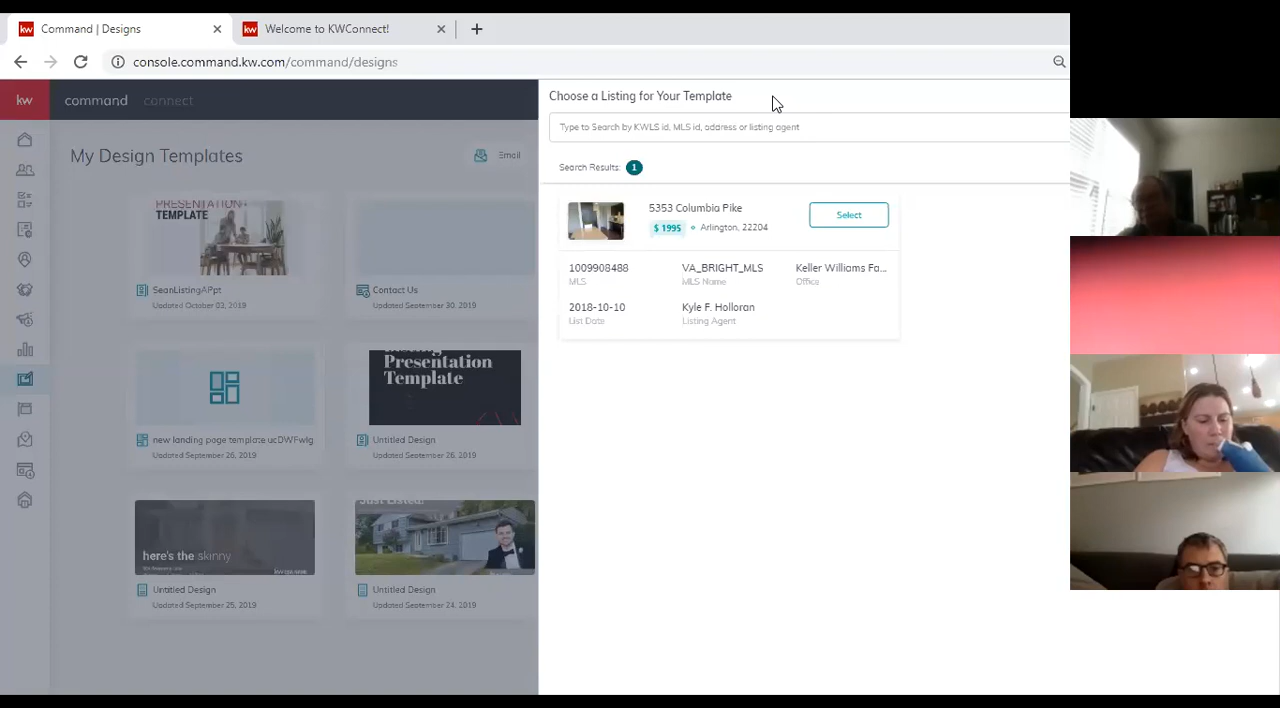 kw Command | Designs
kw Welcome to KWConnect!
console.command.kw.com/command/designs
kw command connect
Choose a Listing for Your Template
Type to Search by KWLS id, MLS id, address or listing agent
Search Results: 1
My Design Templates
Email
5353 Columbia Pike
$ 1995 Arlington, 22204
Select
1009908488
MLS
VA_BRIGHT_MLS
MLS Name
Keller Williams Fa...
Office
2018-10-10
List Date
Kyle F. Holloran
Listing Agent
PRESENTATION
TEMPLATE
SeanListingAPpt
Updated October 03, 2019
Contact Us
Updated September 30, 2019
new landing page template ucDWFwlg
Updated September 26, 2019
Presentation
Template
Untitled Design
Updated September 26, 2019
here's the skinny
Untitled Design
Updated September 25, 2019
Just Listed!
Untitled Design
Updated September 24, 2019